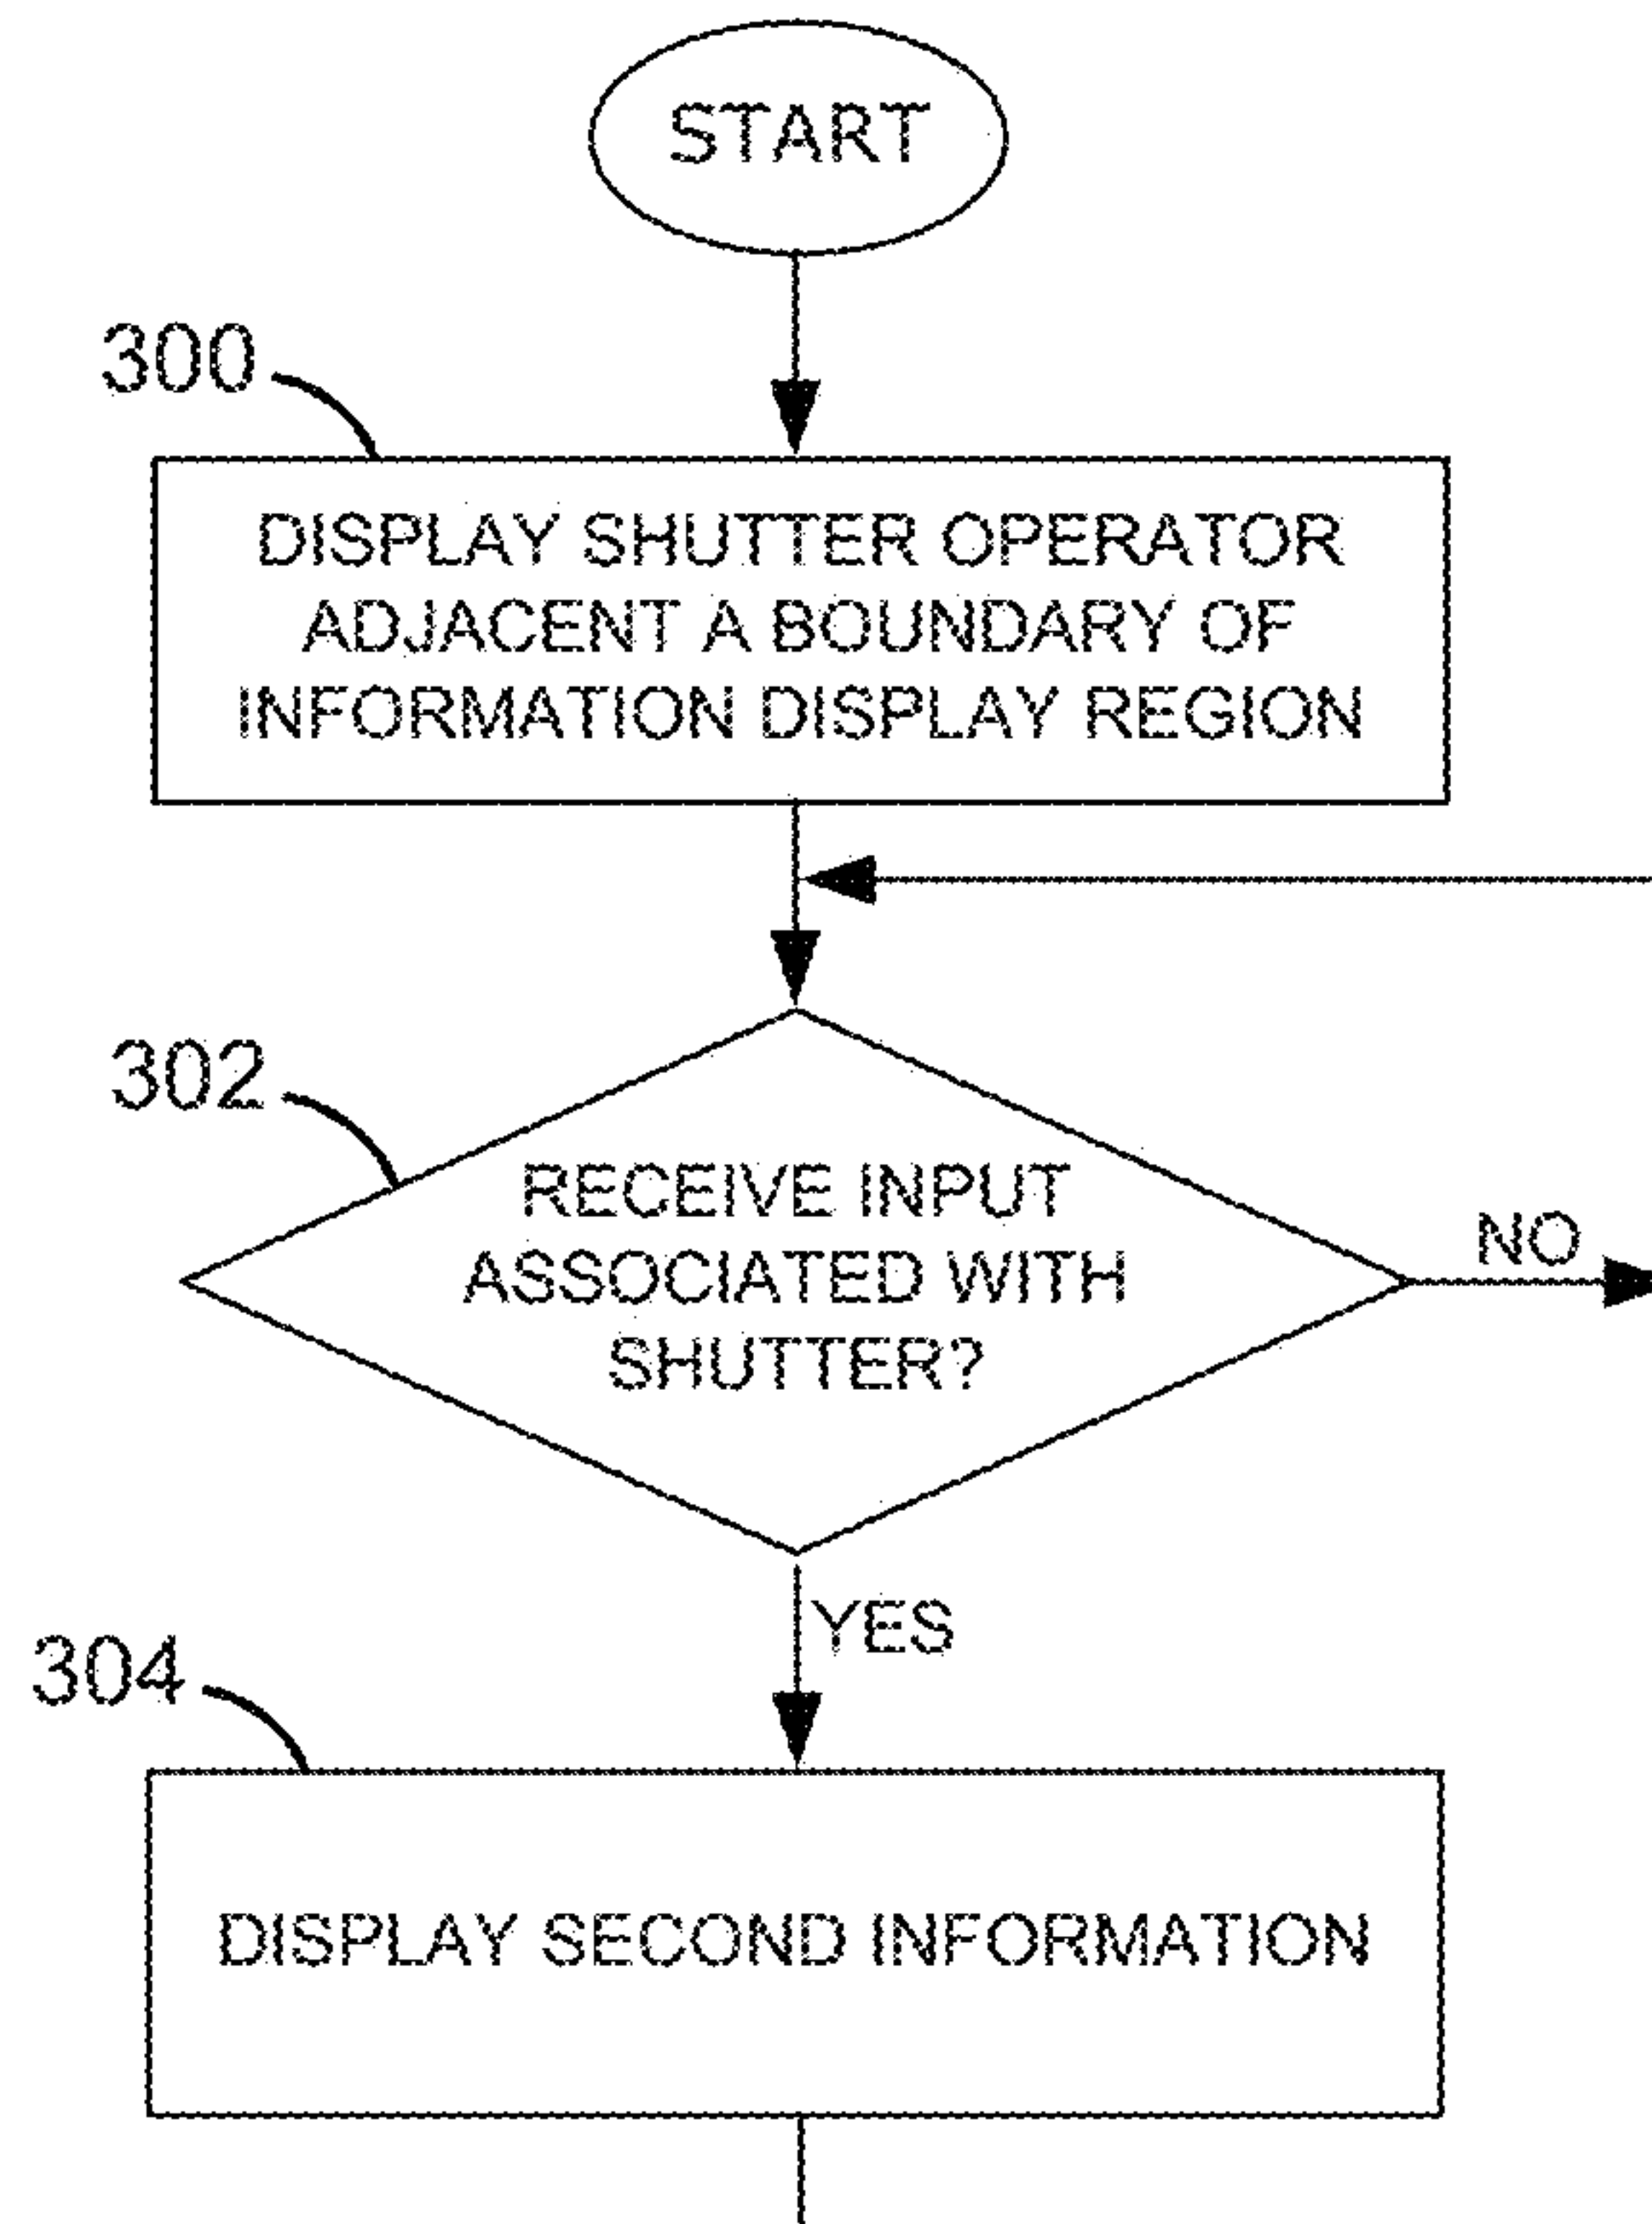 START
300
DISPLAY SHUTTER OPERATOR
ADJACENT A BOUNDARY OF
INFORMATION DISPLAY REGION
302
RECEIVE INPUT
ASSOCIATED WITH
SHUTTER?
NO
YES
304
DISPLAY SECOND INFORMATION